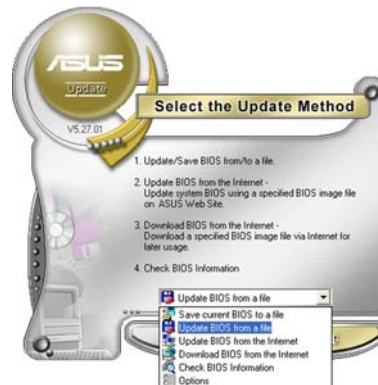 ASUS
Update
V5.27.01
Select the Update Method
1. Update/Save BIOS from/to a file.
2. Update BIOS from the Internet -
Update system BIOS using a specified BIOS image file
on ASUS Web Site.
3. Download BIOS from the Internet -
Download a specified BIOS image file via Internet for
later usage.
4. Check BIOS Information
Update BIOS from a file
Save current BIOS to a file
Update BIOS from a file
Update BIOS from the Internet
Download BIOS from the Internet
Check BIOS Information
Options